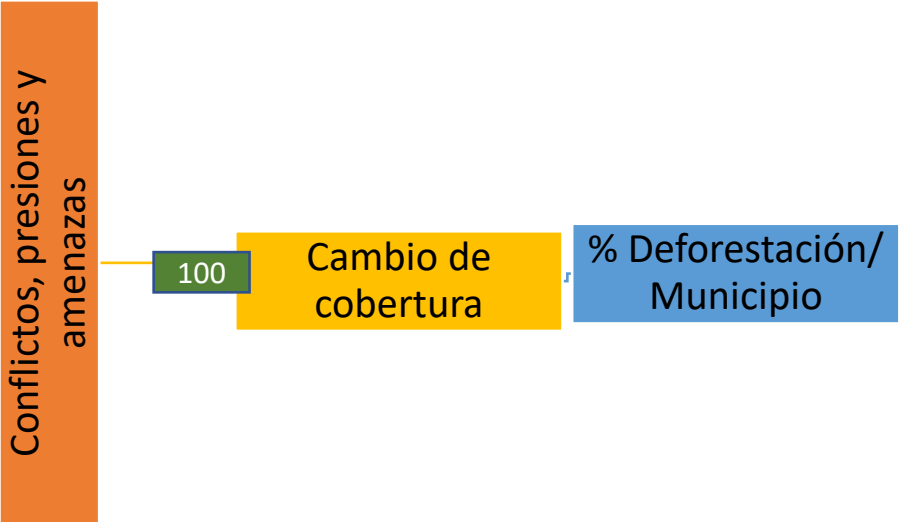 Conflictos, presiones y
amenazas
100
Cambio de
cobertura
% Deforestación/
Municipio